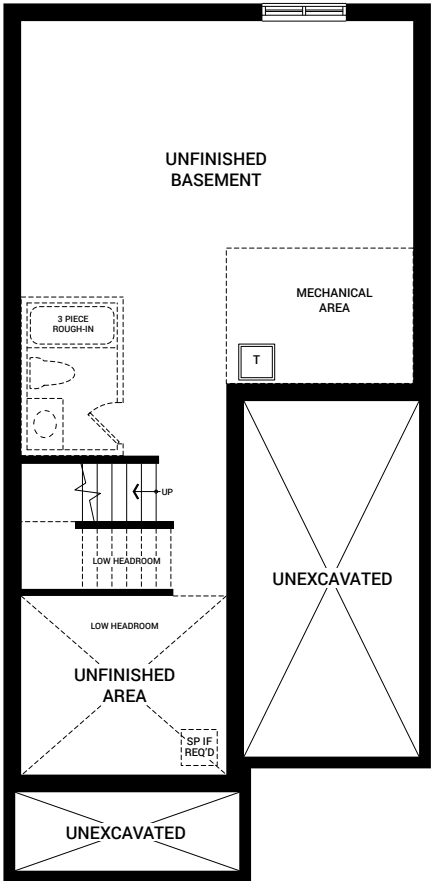 UNFINISHED
BASEMENT
MECHANICAL
AREA
3 PIECE
ROUGH-IN
T
UP
LOW HEADROOM
UNEXCAVATED
LOW HEADROOM
UNFINISHED
AREA
SP IF
REQ'D
UNEXCAVATED